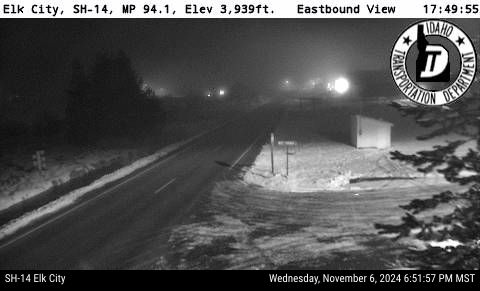 Elk City, SH-14, MP 94.1, Elev 3,939ft. Eastbound View 17:49:55
IDAHO
TRANSPORTATION DEPARTMENT
SH-14 Elk City
Wednesday, November 6, 2024 6:51:57 PM MST